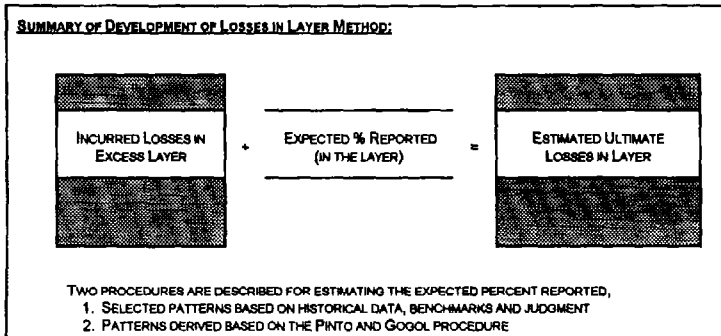 SUMMARY OF DEVELOPMENT OF LOSSES IN LAYER METHOD:
INCURRED LOSSES IN
EXCESS LAYER
÷
EXPECTED % REPORTED
(IN THE LAYER)
=
ESTIMATED ULTIMATE
LOSSES IN LAYER
TWO PROCEDURES ARE DESCRIBED FOR ESTIMATING THE EXPECTED PERCENT REPORTED,
1. SELECTED PATTERNS BASED ON HISTORICAL DATA, BENCHMARKS AND JUDGMENT
2. PATTERNS DERIVED BASED ON THE PINTO AND GOGOL PROCEDURE